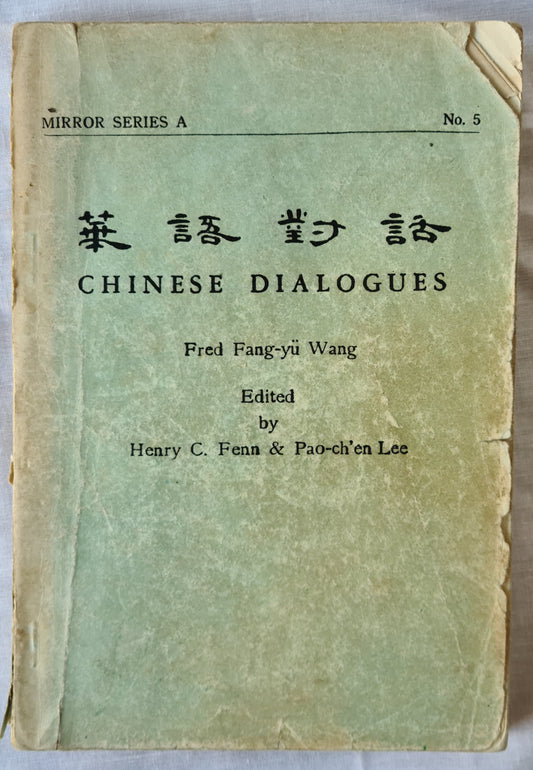 MIRROR SERIES A No. 5
華語對話
CHINESE DIALOGUES
Fred Fang-yü Wang
Edited
by
Henry C. Fenn & Pao-ch'en Lee